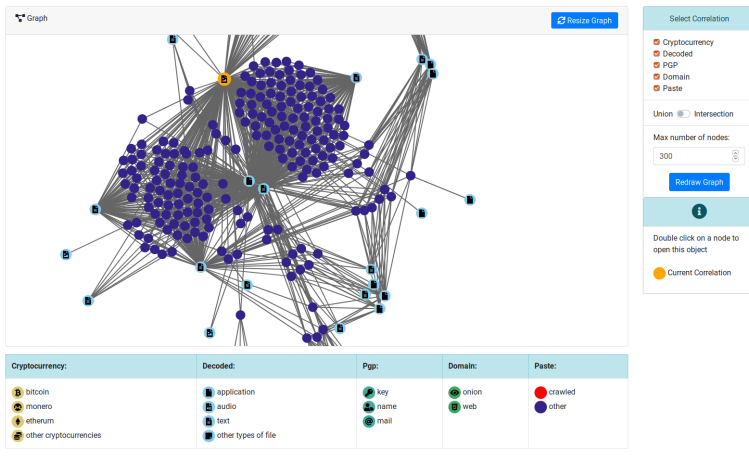 Graph
Resize Graph
Select Correlation
Cryptocurrency
Decoded
PGP
Domain
Paste
Union
Intersection
Max number of nodes:
300
Redraw Graph
Double click on a node to
open this object
Current Correlation
Cryptocurrency: Decoded: Pgp: Domain: Paste:
bitcoin application key onion crawled
monero audio name web other
etherum text mail
other cryptocurrencies other types of file